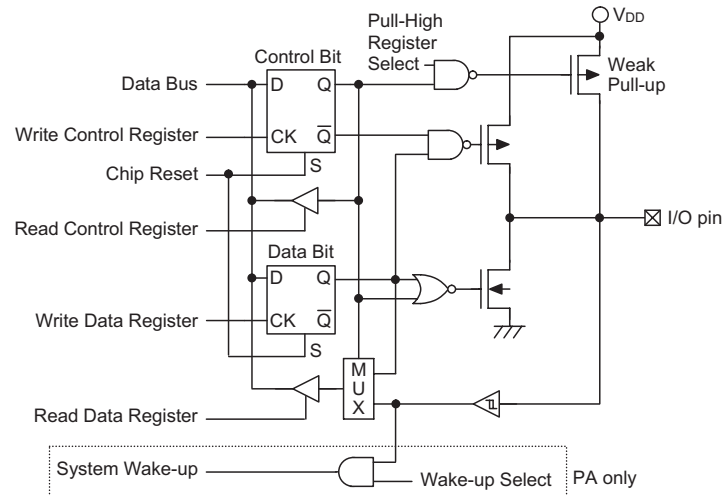 Pull-High
Register
Select
VDD
Control Bit
Data Bus
D
Q
Weak
Pull-up
Write Control Register
CK
Q̅
Chip Reset
S
Read Control Register
I/O pin
Data Bit
D
Q
Write Data Register
CK
Q̅
S
M
U
X
Read Data Register
System Wake-up
Wake-up Select
PA only